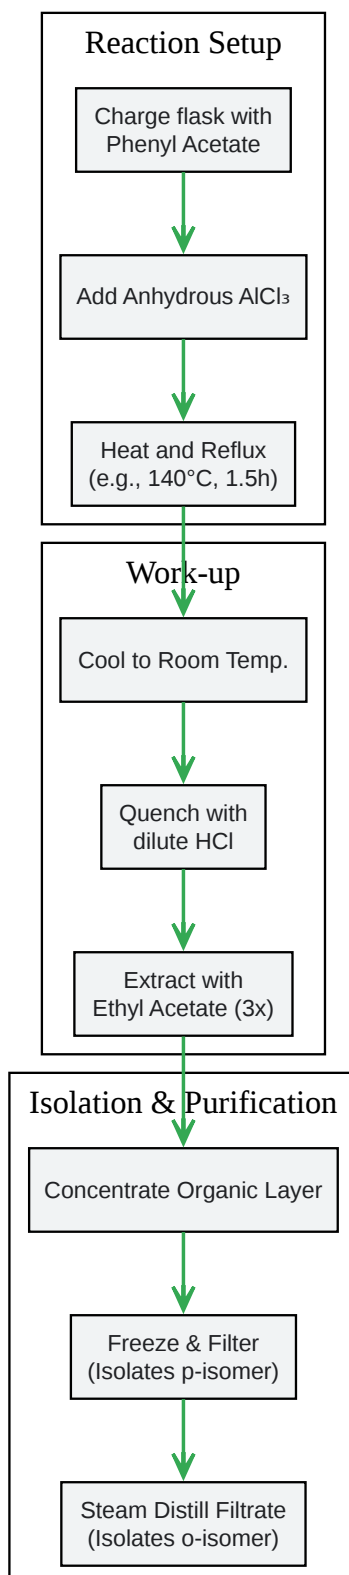 Reaction Setup
Charge flask with
Phenyl Acetate
Add Anhydrous AlCl₃
Heat and Reflux
(e.g., 140°C, 1.5h)
Work-up
Cool to Room Temp.
Quench with
dilute HCl
Extract with
Ethyl Acetate (3x)
Isolation & Purification
Concentrate Organic Layer
Freeze & Filter
(Isolates p-isomer)
Steam Distill Filtrate
(Isolates o-isomer)